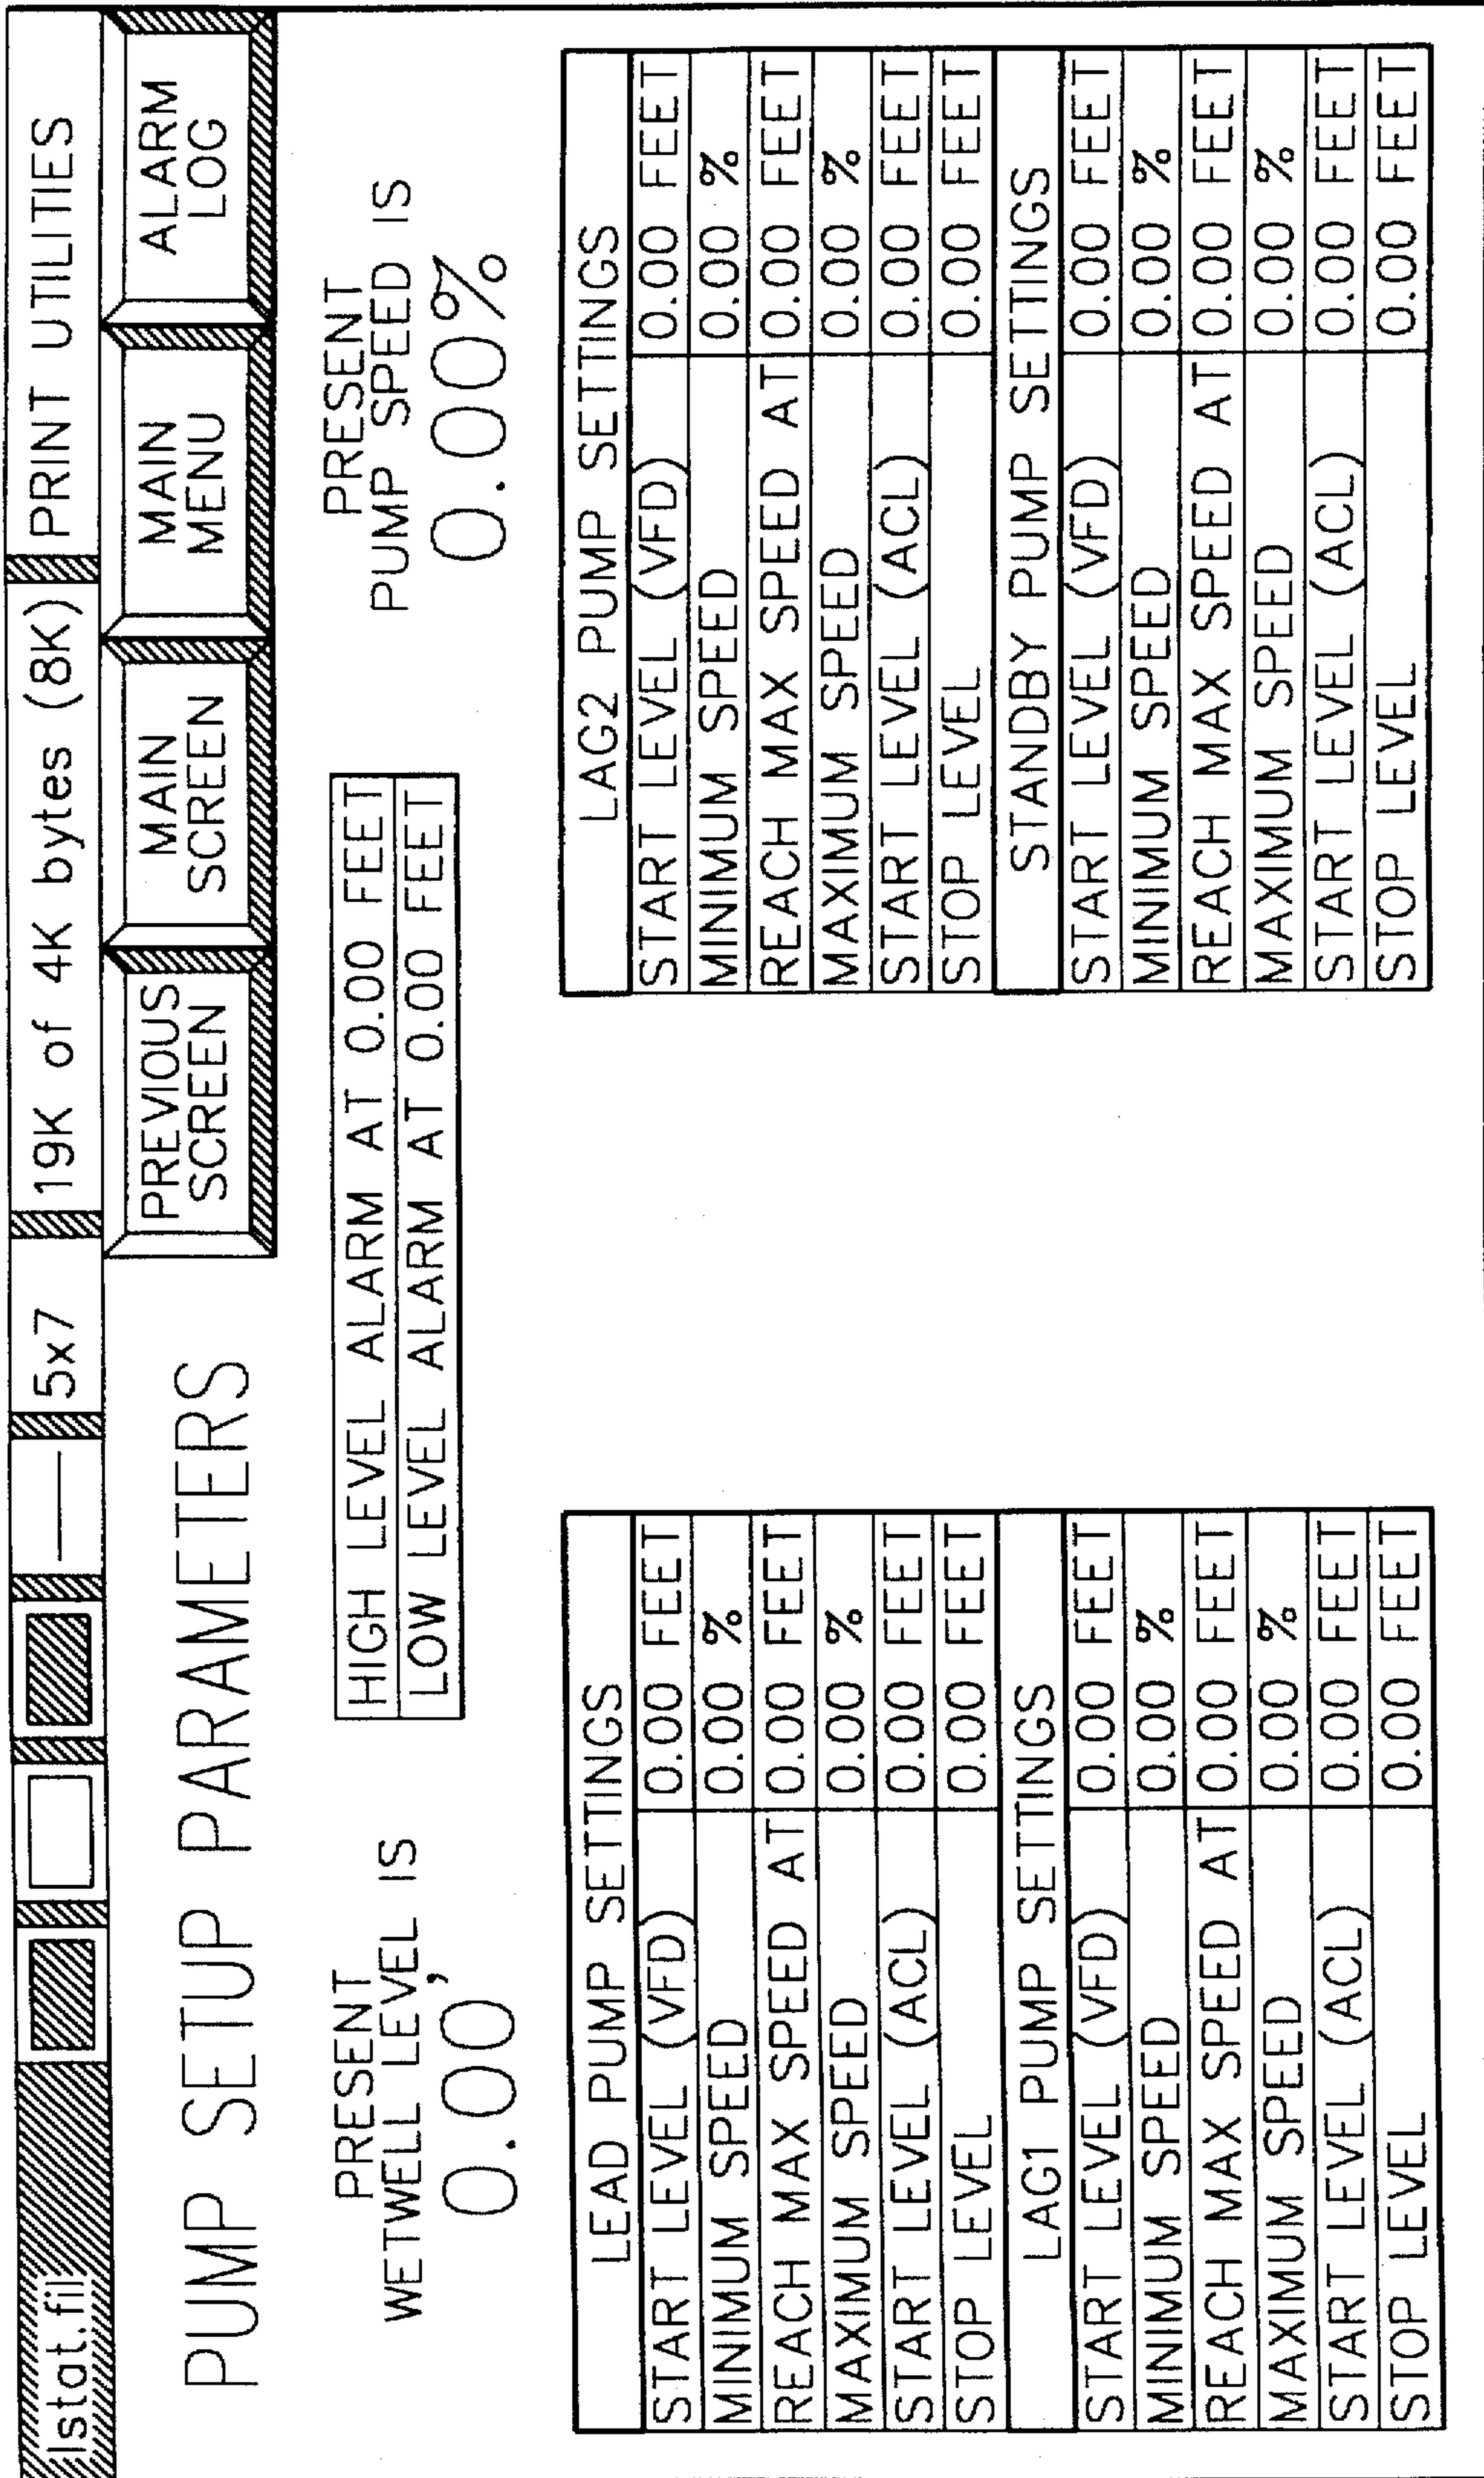 lstat.fil 5x7 19K of 4K bytes (8K) PRINT UTILITIES
PUMP SETUP PARAMETERS
PREVIOUS
SCREEN
MAIN
SCREEN
MAIN
MENU
ALARM
LOG
PRESENT
WETWELL LEVEL IS
0.00'
HIGH LEVEL ALARM AT 0.00 FEET
LOW LEVEL ALARM AT 0.00 FEET
PRESENT
PUMP SPEED IS
0.00%
LEAD PUMP SETTINGS
START LEVEL (VFD) 0.00 FEET
MINIMUM SPEED 0.00 %
REACH MAX SPEED AT 0.00 FEET
MAXIMUM SPEED 0.00 %
START LEVEL (ACL) 0.00 FEET
STOP LEVEL 0.00 FEET
LAG1 PUMP SETTINGS
START LEVEL (VFD) 0.00 FEET
MINIMUM SPEED 0.00 %
REACH MAX SPEED AT 0.00 FEET
MAXIMUM SPEED 0.00 %
START LEVEL (ACL) 0.00 FEET
STOP LEVEL 0.00 FEET
LAG2 PUMP SETTINGS
START LEVEL (VFD) 0.00 FEET
MINIMUM SPEED 0.00 %
REACH MAX SPEED AT 0.00 FEET
MAXIMUM SPEED 0.00 %
START LEVEL (ACL) 0.00 FEET
STOP LEVEL 0.00 FEET
STANDBY PUMP SETTINGS
START LEVEL (VFD) 0.00 FEET
MINIMUM SPEED 0.00 %
REACH MAX SPEED AT 0.00 FEET
MAXIMUM SPEED 0.00 %
START LEVEL (ACL) 0.00 FEET
STOP LEVEL 0.00 FEET